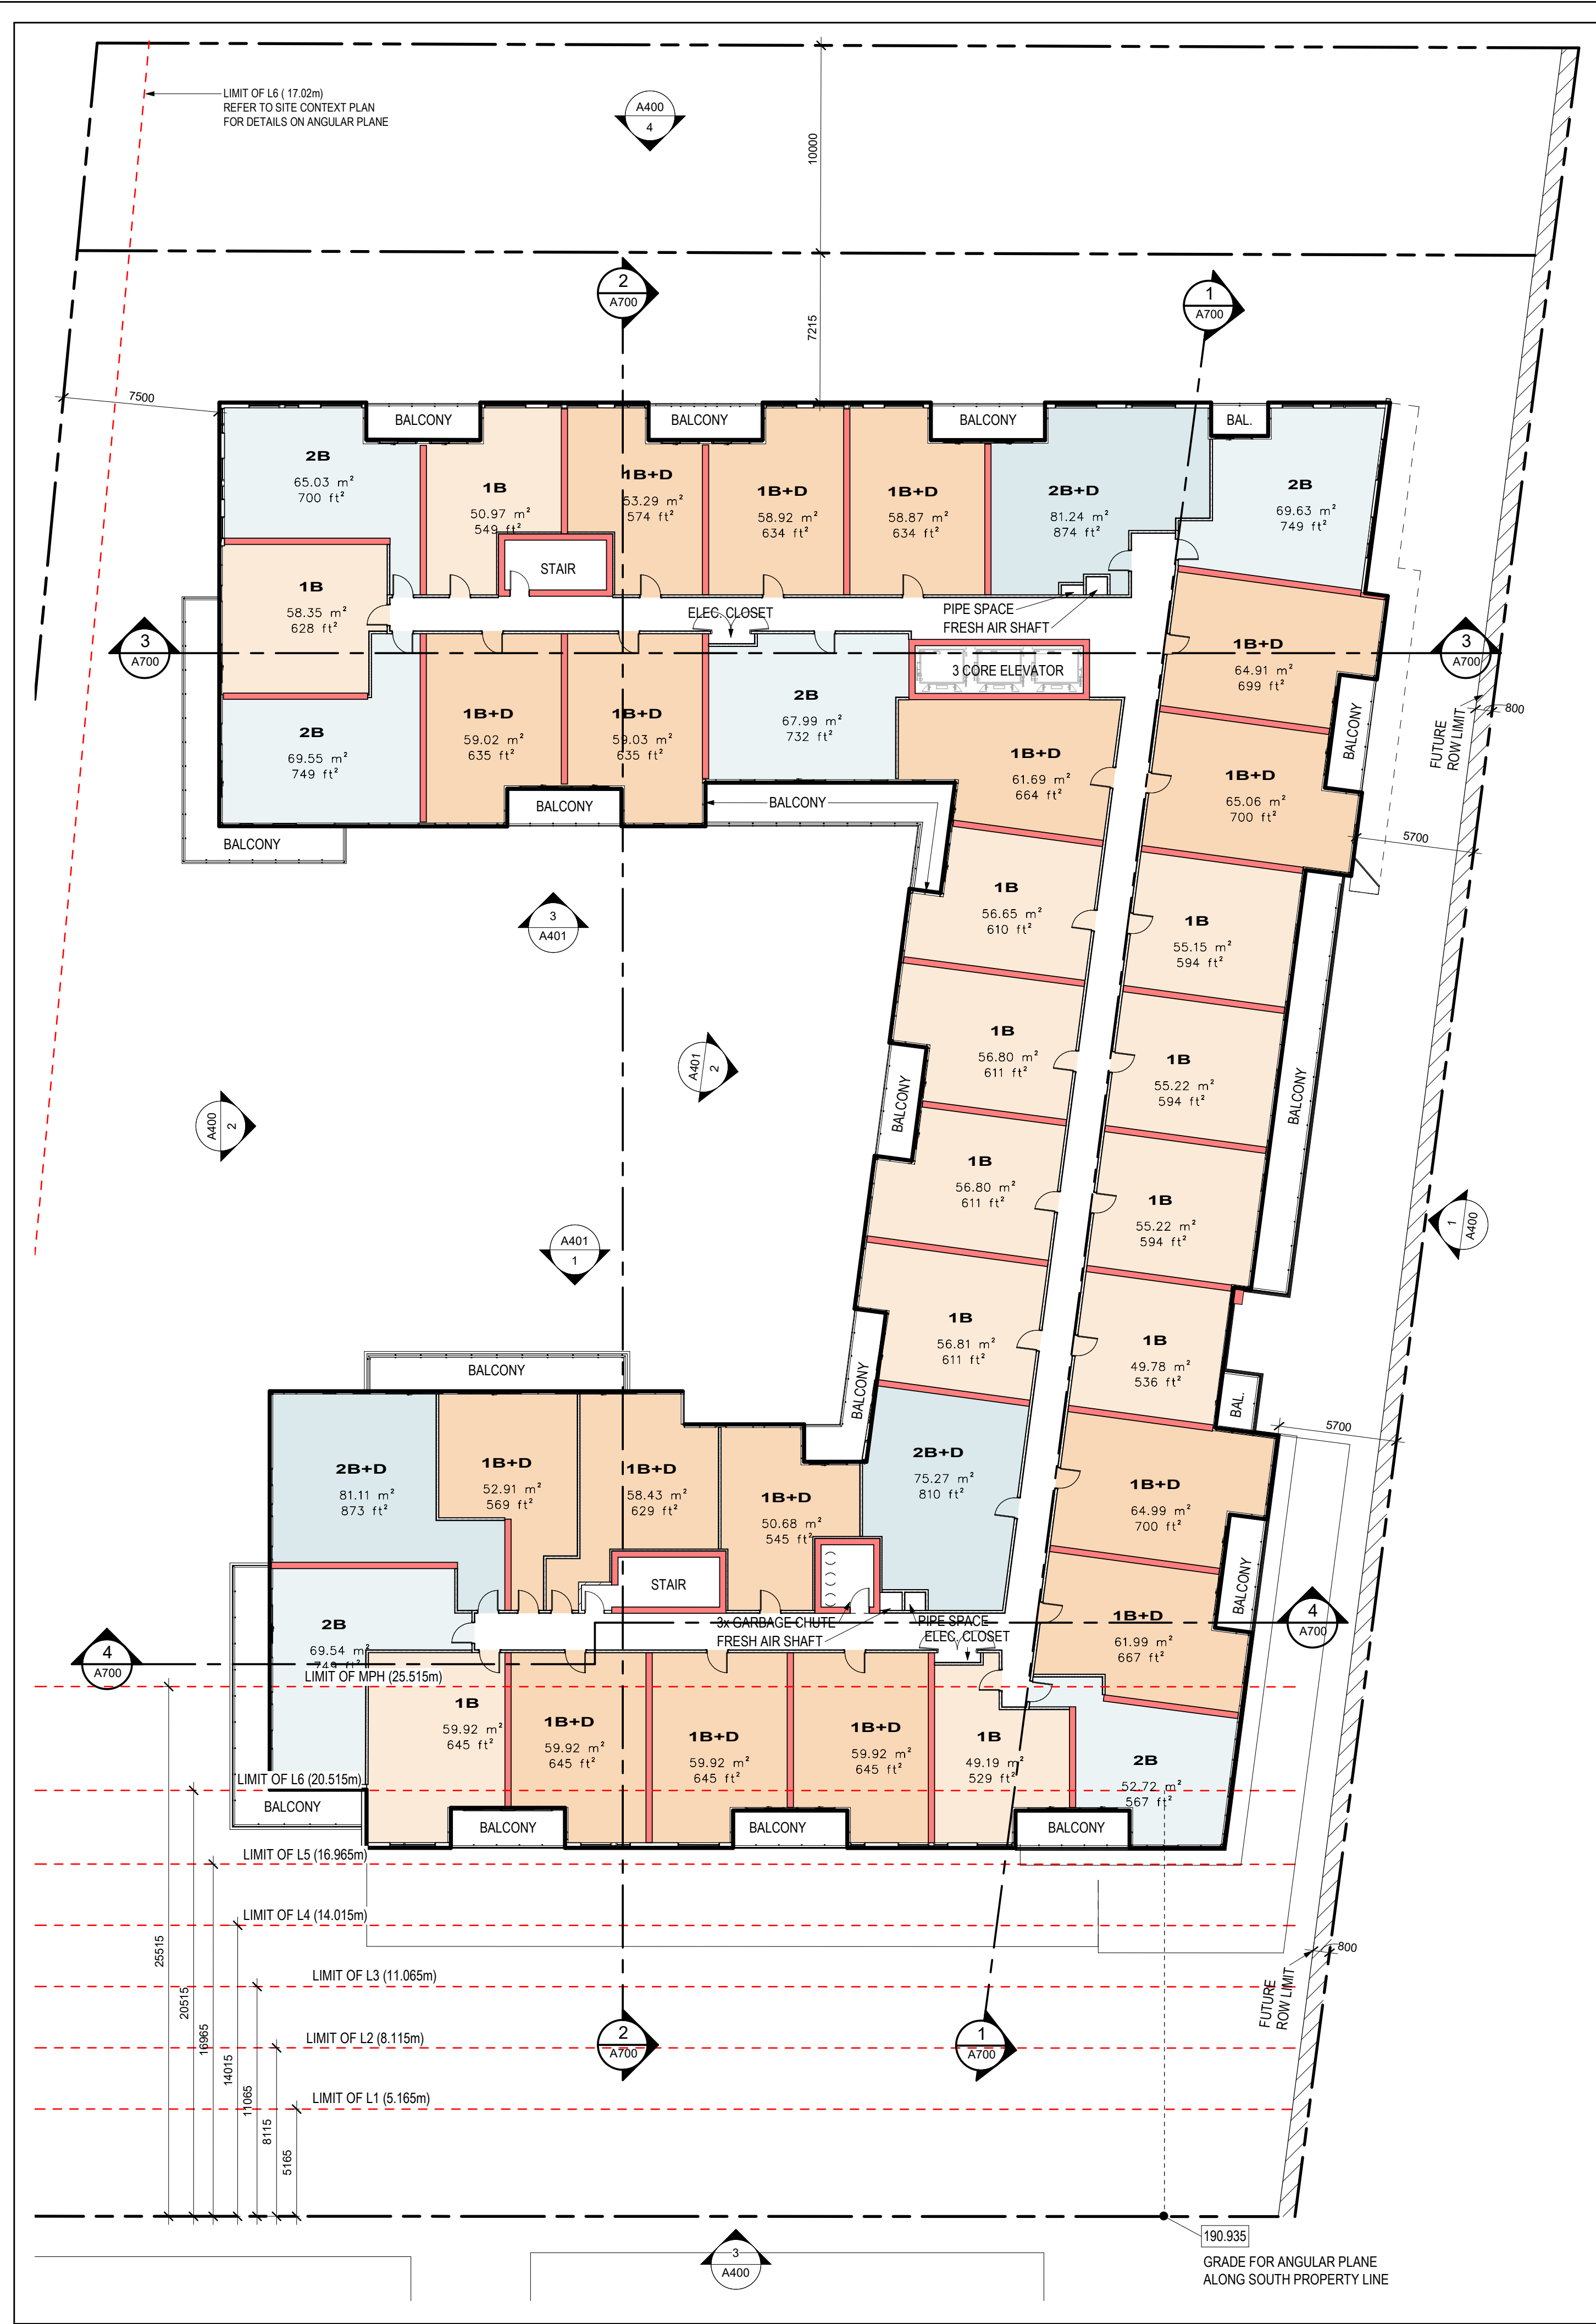 LIMIT OF L6 ( 17.02m)
REFER TO SITE CONTEXT PLAN
FOR DETAILS ON ANGULAR PLANE
A400
4
10000
2
A700
1
A700
7215
7500
BALCONY
BALCONY
BALCONY
BAL.
2B
65.03 m²
700 ft²
1B
50.97 m²
549 ft²
1B+D
53.29 m²
574 ft²
1B+D
58.92 m²
634 ft²
1B+D
58.87 m²
634 ft²
2B+D
81.24 m²
874 ft²
2B
69.63 m²
749 ft²
STAIR
1B
58.35 m²
628 ft²
ELEC. CLOSET
PIPE SPACE
FRESH AIR SHAFT
3
A700
3
A700
3 CORE ELEVATOR
1B+D
64.91 m²
699 ft²
2B
69.55 m²
749 ft²
1B+D
59.02 m²
635 ft²
1B+D
59.03 m²
635 ft²
2B
67.99 m²
732 ft²
1B+D
61.69 m²
664 ft²
1B+D
65.06 m²
700 ft²
BALCONY
FUTURE
ROW LIMIT
800
BALCONY
BALCONY
BALCONY
5700
3
A401
1B
56.65 m²
610 ft²
1B
55.15 m²
594 ft²
A401
2
1B
56.80 m²
611 ft²
1B
55.22 m²
594 ft²
BALCONY
BALCONY
A400
2
1B
56.80 m²
611 ft²
1B
55.22 m²
594 ft²
1
A400
A401
1
1B
56.81 m²
611 ft²
1B
49.78 m²
536 ft²
BALCONY
BALCONY
BAL.
5700
2B+D
81.11 m²
873 ft²
1B+D
52.91 m²
569 ft²
1B+D
58.43 m²
629 ft²
1B+D
50.68 m²
545 ft²
2B+D
75.27 m²
810 ft²
1B+D
64.99 m²
700 ft²
BALCONY
STAIR
3x GARBAGE CHUTE
FRESH AIR SHAFT
PIPE SPACE
ELEC. CLOSET
1B+D
61.99 m²
667 ft²
4
A700
4
A700
2B
69.54 m²
749 ft²
LIMIT OF MPH (25.515m)
1B
59.92 m²
645 ft²
1B+D
59.92 m²
645 ft²
1B+D
59.92 m²
645 ft²
1B+D
59.92 m²
645 ft²
1B
49.19 m²
529 ft²
2B
52.72 m²
567 ft²
LIMIT OF L6 (20.515m)
BALCONY
BALCONY
BALCONY
BALCONY
LIMIT OF L5 (16.965m)
LIMIT OF L4 (14.015m)
LIMIT OF L3 (11.065m)
LIMIT OF L2 (8.115m)
LIMIT OF L1 (5.165m)
25515
20515
16965
14015
11065
8115
5165
FUTURE
ROW LIMIT
800
2
A700
1
A700
190.935
GRADE FOR ANGULAR PLANE
ALONG SOUTH PROPERTY LINE
3
A400